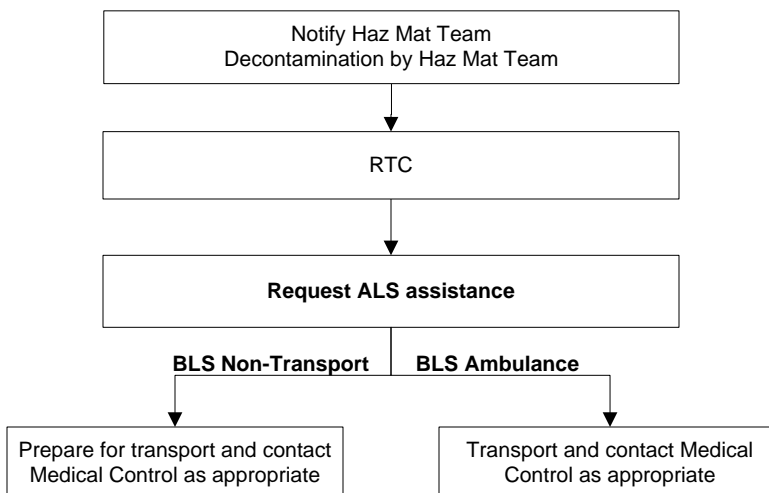 Notify Haz Mat Team
Decontamination by Haz Mat Team
RTC
Request ALS assistance
BLS Non-Transport
BLS Ambulance
Prepare for transport and contact
Medical Control as appropriate
Transport and contact Medical
Control as appropriate